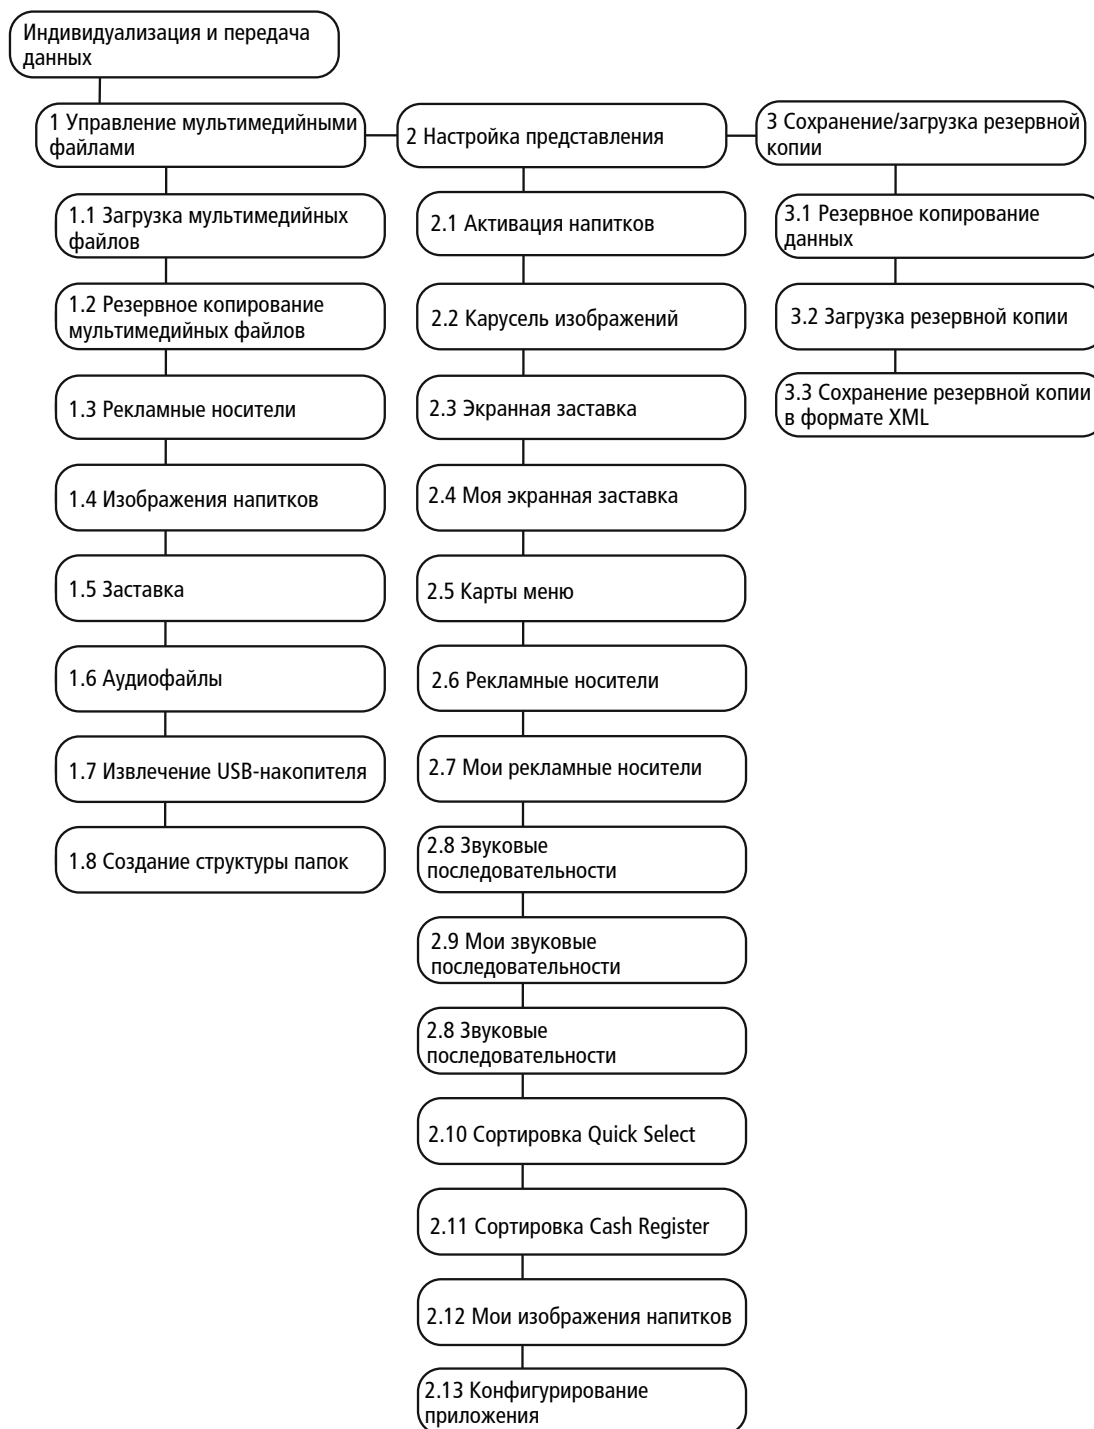 Индивидуализация и передача
данных
1 Управление мультимедийными
файлами
1.1 Загрузка мультимедийных
файлов
1.2 Резервное копирование
мультимедийных файлов
1.3 Рекламные носители
1.4 Изображения напитков
1.5 Заставка
1.6 Аудиофайлы
1.7 Извлечение USB-накопителя
1.8 Создание структуры папок
2 Настройка представления
2.1 Активация напитков
2.2 Карусель изображений
2.3 Экранная заставка
2.4 Моя экранная заставка
2.5 Карты меню
2.6 Рекламные носители
2.7 Мои рекламные носители
2.8 Звуковые
последовательности
2.9 Мои звуковые
последовательности
2.8 Звуковые
последовательности
2.10 Сортировка Quick Select
2.11 Сортировка Cash Register
2.12 Мои изображения напитков
2.13 Конфигурирование
приложения
3 Сохранение/загрузка резервной
копии
3.1 Резервное копирование
данных
3.2 Загрузка резервной копии
3.3 Сохранение резервной копии
в формате XML